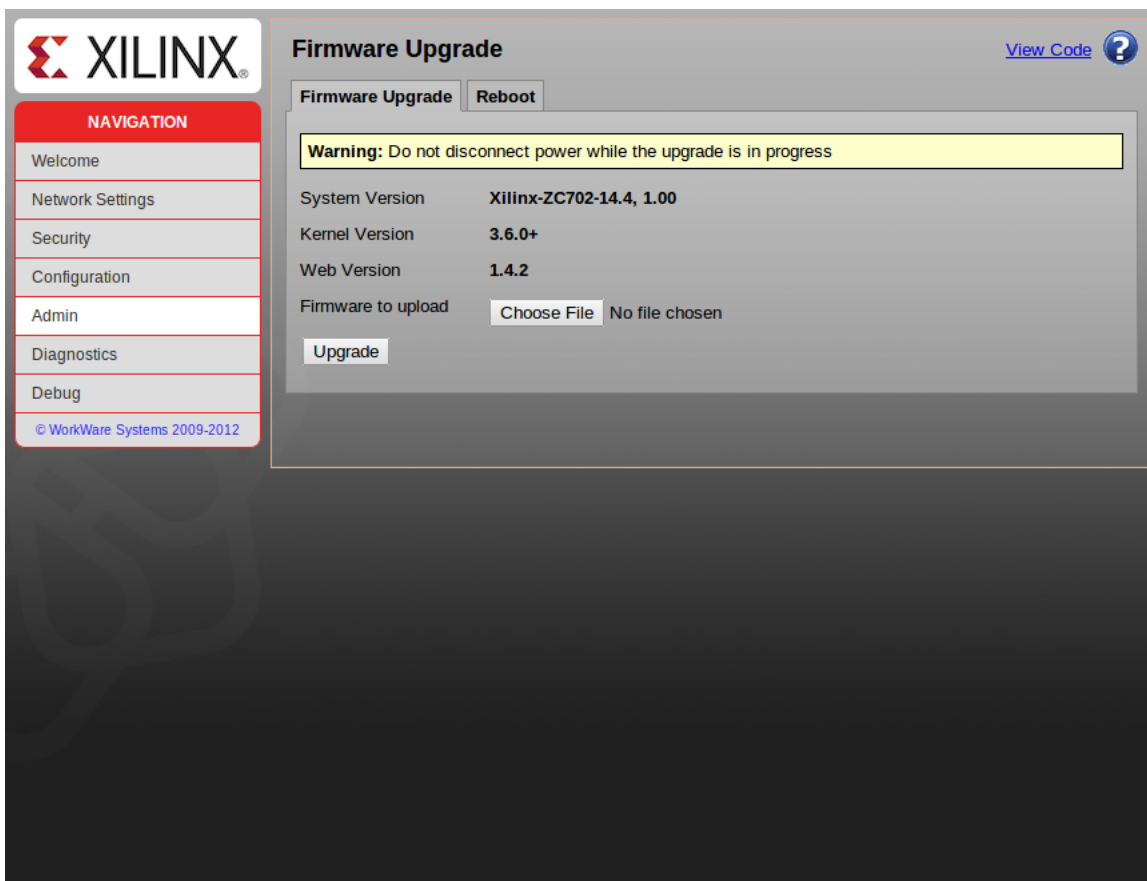 XILINX®
NAVIGATION
Welcome
Network Settings
Security
Configuration
Admin
Diagnostics
Debug
© WorkWare Systems 2009-2012
Firmware Upgrade
View Code ?
Firmware Upgrade Reboot
Warning: Do not disconnect power while the upgrade is in progress
System Version Xilinx-ZC702-14.4, 1.00
Kernel Version 3.6.0+
Web Version 1.4.2
Firmware to upload Choose File No file chosen
Upgrade